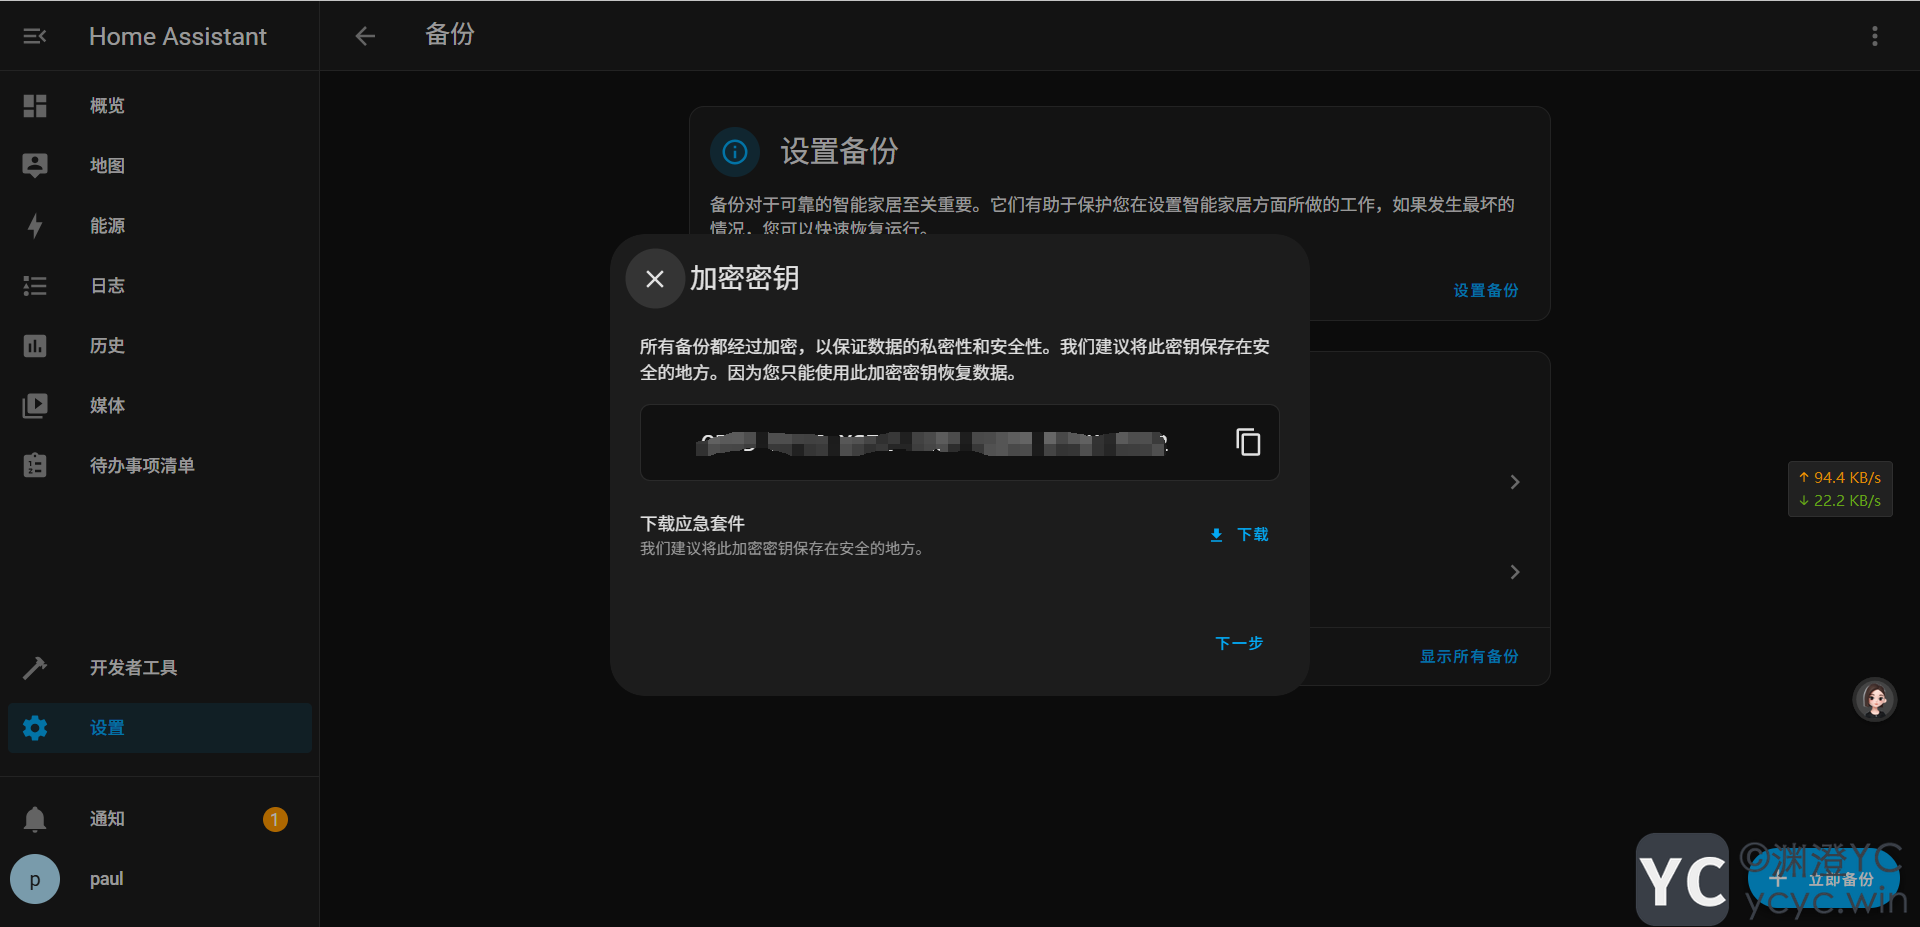 Home Assistant
备份
概览
地图
能源
日志
历史
媒体
待办事项清单
开发者工具
设置
通知
1
p
paul
设置备份
备份对于可靠的智能家居至关重要。它们有助于保护您在设置智能家居方面所做的工作，如果发生最坏的
情况，您可以快速恢复运行。
设置备份
加密密钥
所有备份都经过加密，以保证数据的私密性和安全性。我们建议将此密钥保存在安
全的地方。因为您只能使用此加密密钥恢复数据。
下载应急套件
我们建议将此加密密钥保存在安全的地方。
下载
下一步
显示所有备份
↑ 94.4 KB/s
↓ 22.2 KB/s
立即备份
YC
©渊澄YC
ycyc.win